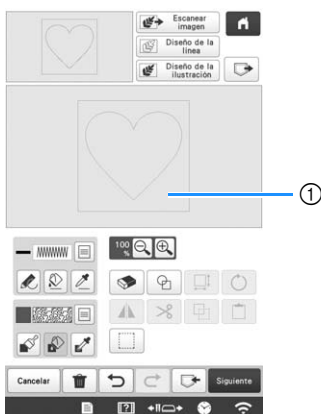 Escanear
imagen
Diseño de la
línea
Diseño de la
ilustración
①
100
%
Cancelar
Siguiente